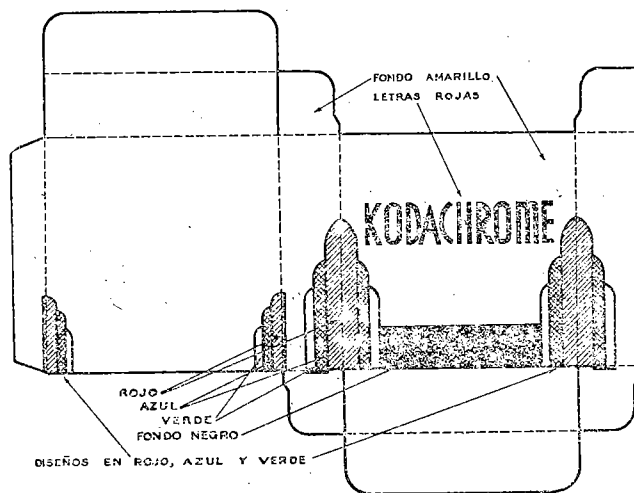 FONDO AMARILLO
LETRAS ROJAS
KODACHROME
ROJO
AZUL
VERDE
FONDO NEGRO
DISEÑOS EN ROJO, AZUL Y VERDE